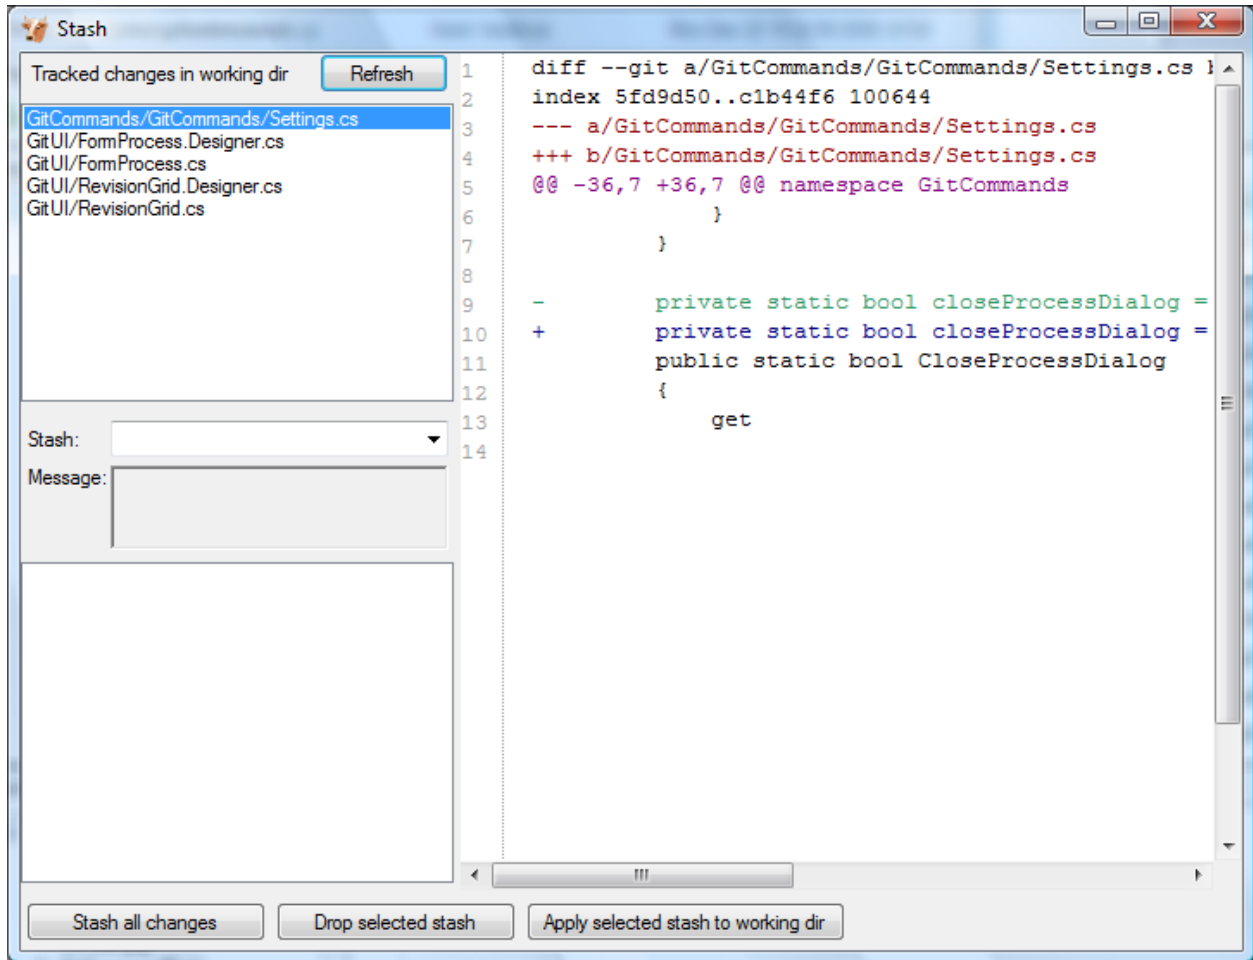 Stash
Tracked changes in working dir
Refresh
GitCommands/GitCommands/Settings.cs
GitUI/FormProcess.Designer.cs
GitUI/FormProcess.cs
GitUI/RevisionGrid.Designer.cs
GitUI/RevisionGrid.cs
Stash:
Message:
1 diff --git a/GitCommands/GitCommands/Settings.cs
2 index 5fd9d50..c1b44f6 100644
3 --- a/GitCommands/GitCommands/Settings.cs
4 +++ b/GitCommands/GitCommands/Settings.cs
5 @@ -36,7 +36,7 @@ namespace GitCommands
6 }
7 }
8
9 - private static bool closeProcessDialog =
10 + private static bool closeProcessDialog =
11 public static bool CloseProcessDialog
12 {
13 get
14
Stash all changes
Drop selected stash
Apply selected stash to working dir